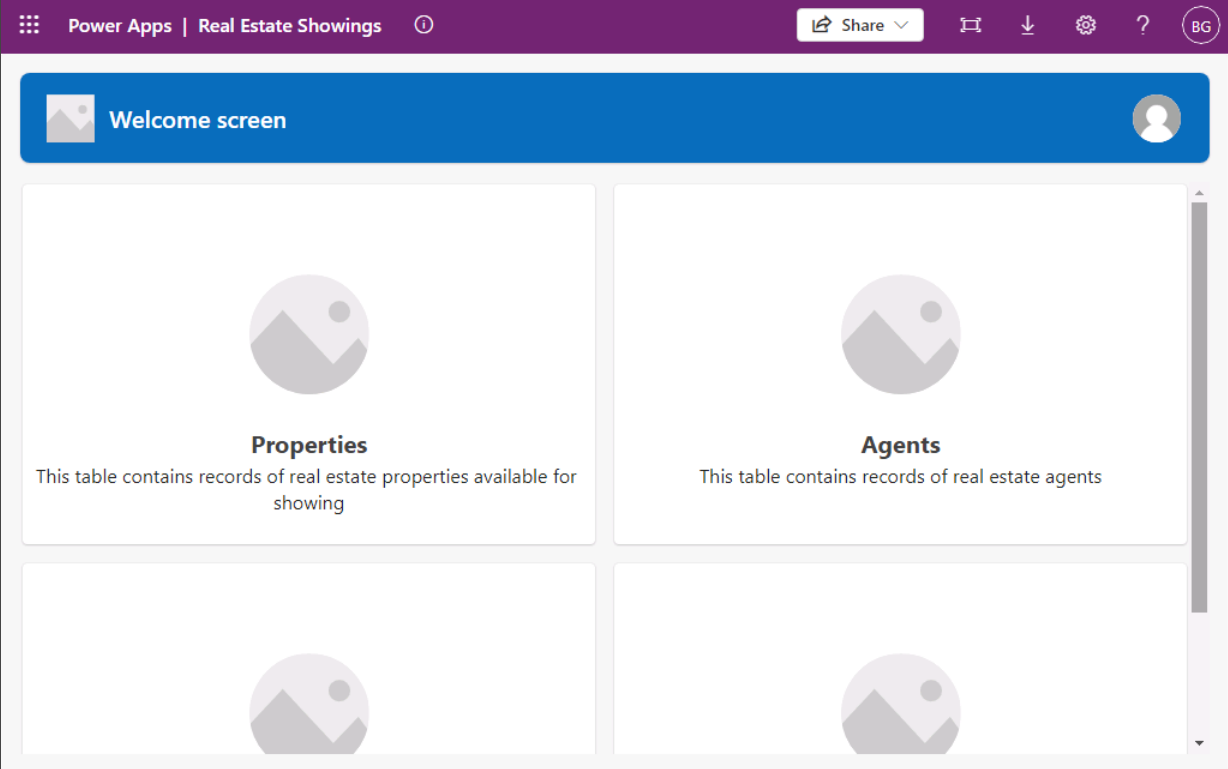 Power Apps | Real Estate Showings
Share
BG
Welcome screen
Properties
This table contains records of real estate properties available for
showing
Agents
This table contains records of real estate agents